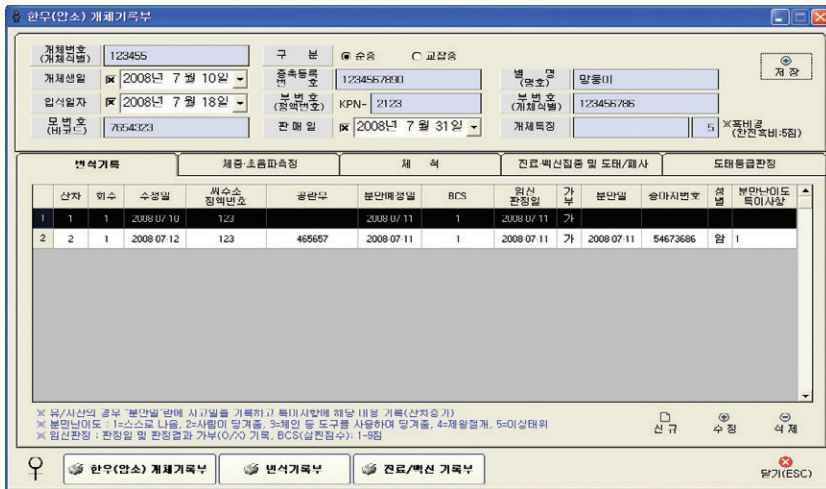 한우(암소) 개체기록부
개체번호 (개체식별) 123455 구 분 순종 교잡종
개체생일 2008년 7월 10일 종축등록 번 호 1234567890 별 명 (명호) 망둥이 저 장
입식일자 2008년 7월 18일 부번호 (정액번호) KPN- 2123 부번호 (개체식별) 123456786
모번호 (바코드) 7654323 판매일 2008년 7월 31일 개체특징 5 ※흑비경 (안진흑비:5점)
번식기록 체중·초음파측정 체 척 진료·백신접종 및 도태/폐사 도태등급판정
산차 회수 수정일 씨수소 정액번호 공란우 분만예정일 BCS 임신 판정일 가부 분만일 송아지번호 성별 분만난이도 특이사항
1 1 1 2008-07-10 123 2008-07-11 1 2008-07-11 가
2 2 1 2008-07-12 123 465657 2008-07-11 1 2008-07-11 가 2008-07-11 54673686 암 1
※ 유/사산의 경우 "분만일"란에 사고일을 기록하고 특이사항에 해당 내용 기록(산차증가)
※ 분만난이도 : 1=스스로 나옴, 2=사람이 당겨줌, 3=체인 등 도구를 사용하여 당겨줌, 4=제왕절개, 5=이상태위
※ 임신판정 : 판정일 및 판정결과 가부(O/X) 기록, BCS(실찐점수): 1-9점
신 규 수 정 삭 제
한우(암소) 개체기록부 번식기록부 진료/백신 기록부 닫기(ESC)